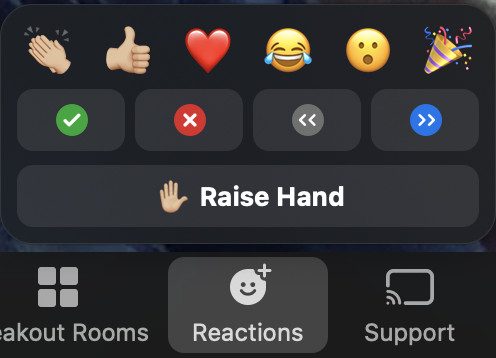 Raise Hand
eakout Rooms
Reactions
Support